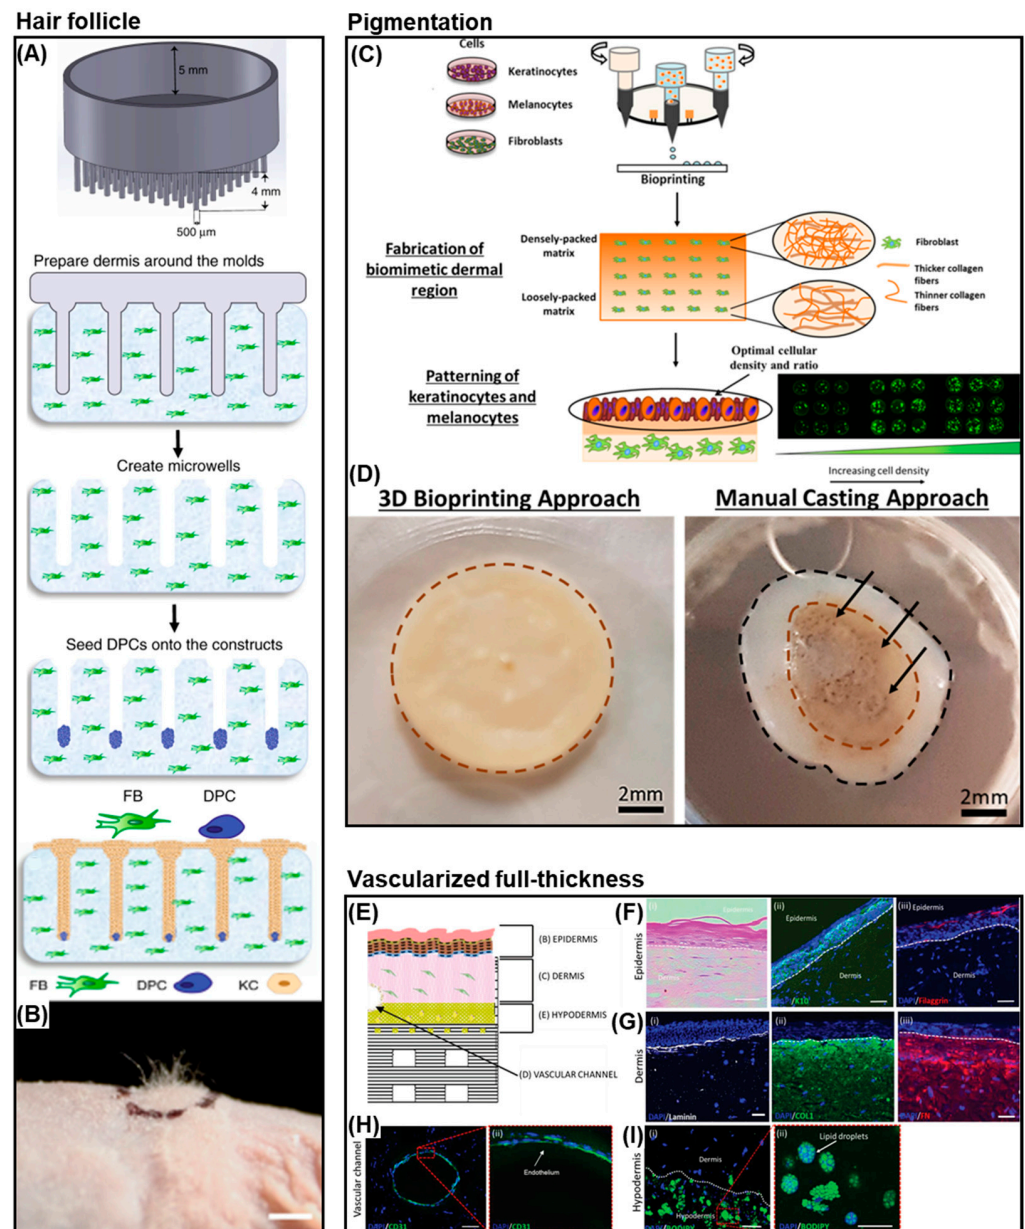 Hair follicle
(A)
5 mm
4 mm
500 μm
Prepare dermis around the molds
Create microwells
Seed DPCs onto the constructs
FB
DPC
FB
DPC
KC
(B)
Pigmentation
(C)
Cells
Keratinocytes
Melanocytes
Fibroblasts
Bioprinting
Fabrication of
biomimetic dermal
region
Densely-packed
matrix
Loosely-packed
matrix
Fibroblast
Thicker collagen
fibers
Thinner collagen
fibers
Optimal cellular
density and ratio
Patterning of
keratinocytes and
melanocytes
Increasing cell density
(D)
3D Bioprinting Approach
Manual Casting Approach
2mm
2mm
Vascularized full-thickness
(E)
(B) EPIDERMIS
(C) DERMIS
(E) HYPODERMIS
(D) VASCULAR CHANNEL
(F)
Epidermis
(i)
Epidermis
Dermis
(ii)
Epidermis
Dermis
DAPI/K10
(iii)
Epidermis
Dermis
DAPI/Filaggrin
(G)
Dermis
(i)
DAPI/Laminin
(ii)
DAPI/COL1
(iii)
DAPI/FN
(H)
Vascular channel
DAPI/CD31
(ii)
Endothelium
DAPI/CD31
(I)
Hypodermis
(i)
Dermis
Hypodermis
DAPI/BODIPY
(ii)
Lipid droplets
DAPI/BODIPY